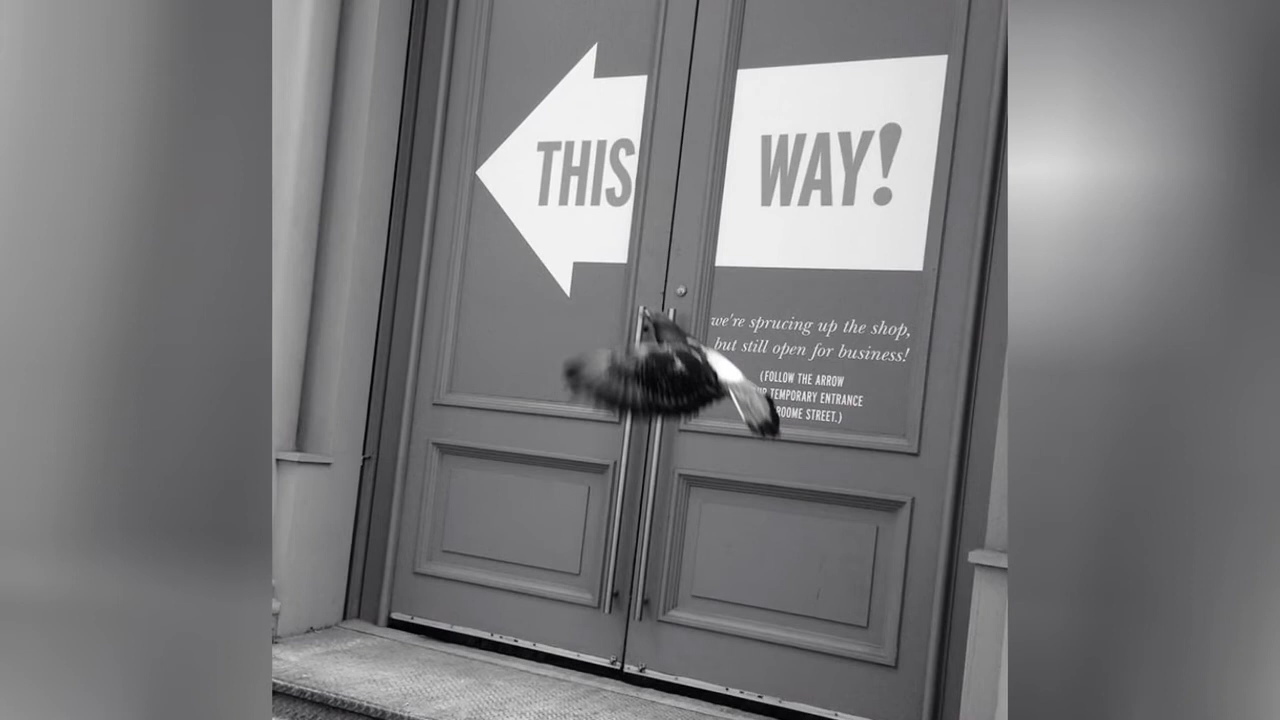 THIS WAY!
we're sprucing up the shop,
but still open for business!
(FOLLOW THE ARROW
TEMPORARY ENTRANCE
STREET.)